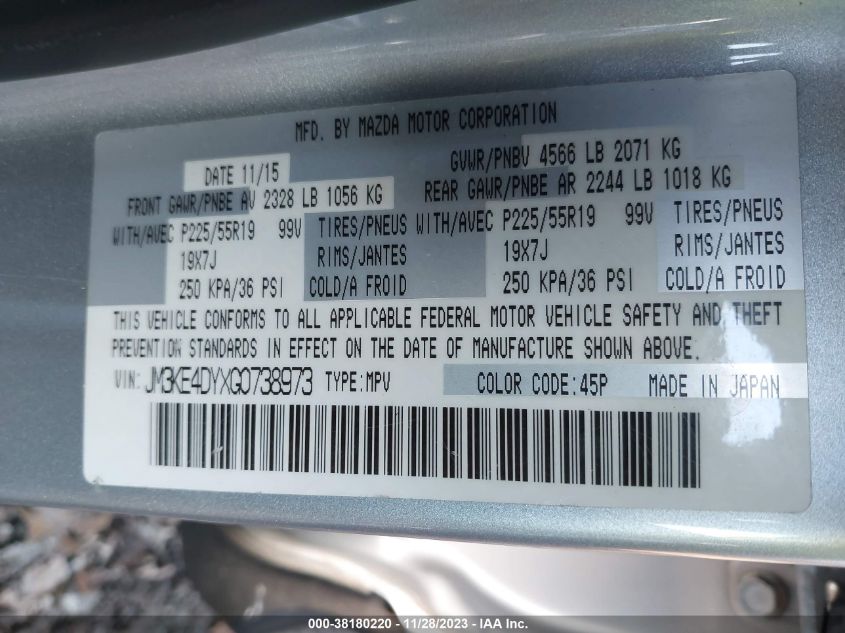 MFD. BY MAZDA MOTOR CORPORATION
DATE 11/15 GVWR/PNBV 4566 LB 2071 KG
FRONT GAWR/PNBE AV 2328 LB 1056 KG REAR GAWR/PNBE AR 2244 LB 1018 KG
WITH/AVEC P225/55R19 99V TIRES/PNEUS WITH/AVEC P225/55R19 99V TIRES/PNEUS
19X7J RIMS/JANTES 19X7J RIMS/JANTES
250 KPA/36 PSI COLD/A FROID 250 KPA/36 PSI COLD/A FROID
THIS VEHICLE CONFORMS TO ALL APPLICABLE FEDERAL MOTOR VEHICLE SAFETY AND THEFT
PREVENTION STANDARDS IN EFFECT ON THE DATE OF MANUFACTURE SHOWN ABOVE.
VIN: JM3KE4DYXG0738973 TYPE:MPV COLOR CODE:45P MADE IN JAPAN
000-38180220 - 11/28/2023 - IAA Inc.